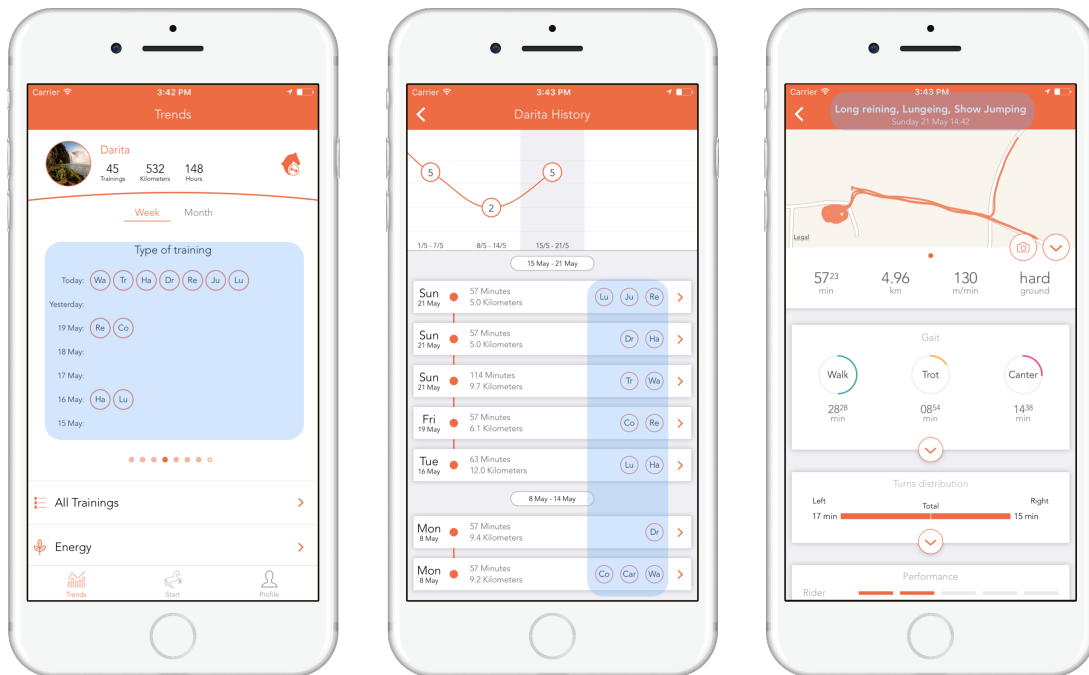 Carrier 3:42 PM
Trends
Darita
45 532 148
Trainings Kilometers Hours
Week Month
Type of training
Today: Wa Tr Ha Dr Re Ju Lu
Yesterday:
19 May: Re Co
18 May:
17 May:
16 May: Ha Lu
15 May:
All Trainings
Energy
Trends Start Profile
Carrier 3:43 PM
Darita History
5 5
2
1/5 - 7/5 8/5 - 14/5 15/5 - 21/5
15 May - 21 May
Sun 57 Minutes
21 May 5.0 Kilometers Lu Ju Re
Sun 57 Minutes
21 May 5.0 Kilometers Dr Ha
Sun 114 Minutes
21 May 9.7 Kilometers Tr Wa
Fri 57 Minutes
19 May 6.1 Kilometers Co Re
Tue 63 Minutes
16 May 12.0 Kilometers Lu Ha
8 May - 14 May
Mon 57 Minutes
8 May 9.4 Kilometers Dr
Mon 57 Minutes
8 May 9.2 Kilometers Co Car Wa
Carrier 3:43 PM
Long reining, Lungeing, Show Jumping
Sunday 21 May 14:42
Legal
5723 4.96 130 hard
min km m/min ground
Gait
Walk Trot Canter
2828 0854 1438
min min min
Turns distribution
Left Total Right
17 min 15 min
Performance
Rider